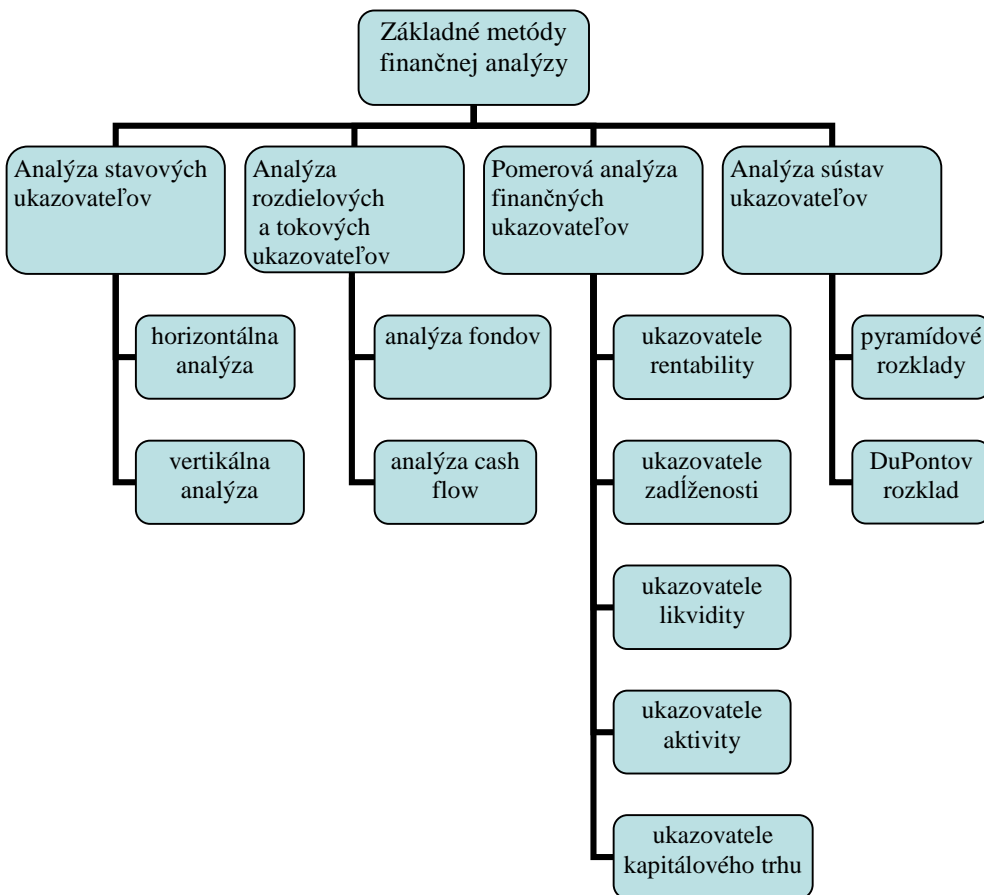 Základné metódy
finančnej analýzy
Analýza stavových
ukazovateľov
Analýza
rozdielových
a tokových
ukazovateľov
Pomerová analýza
finančných
ukazovateľov
Analýza sústav
ukazovateľov
horizontálna
analýza
analýza fondov
ukazovatele
rentability
pyramídové
rozklady
vertikálna
analýza
analýza cash
flow
ukazovatele
zadĺženosti
DuPontov
rozklad
ukazovatele
likvidity
ukazovatele
aktivity
ukazovatele
kapitálového trhu